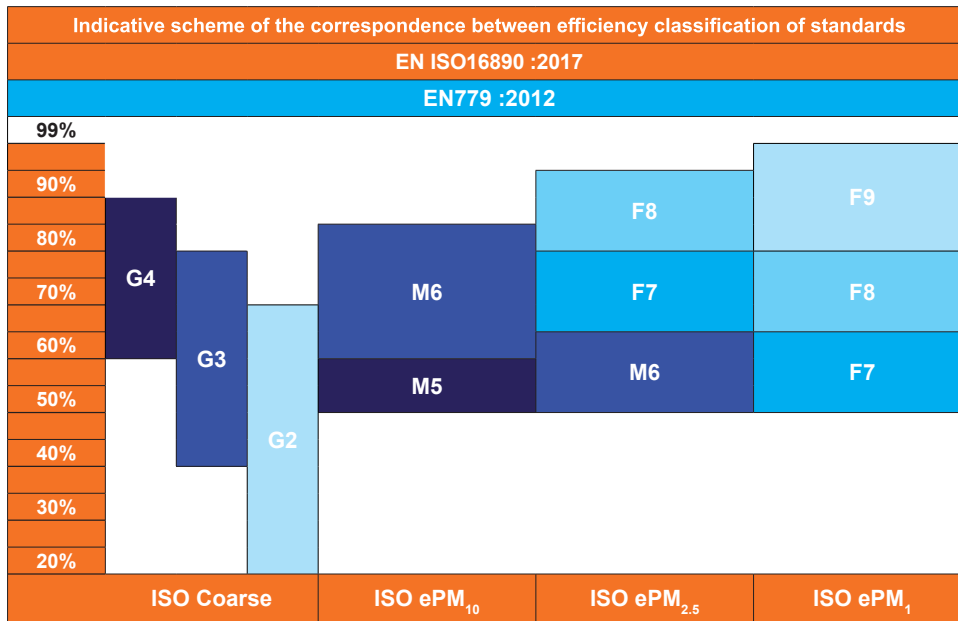 Indicative scheme of the correspondence between efficiency classification of standards
EN ISO16890 :2017
EN779 :2012
99%
90%
80%
70%
60%
50%
40%
30%
20%
G4
G3
G2
M6
M5
F8
F7
M6
F9
F8
F7
ISO Coarse
ISO ePM₁₀
ISO ePM₂.₅
ISO ePM₁